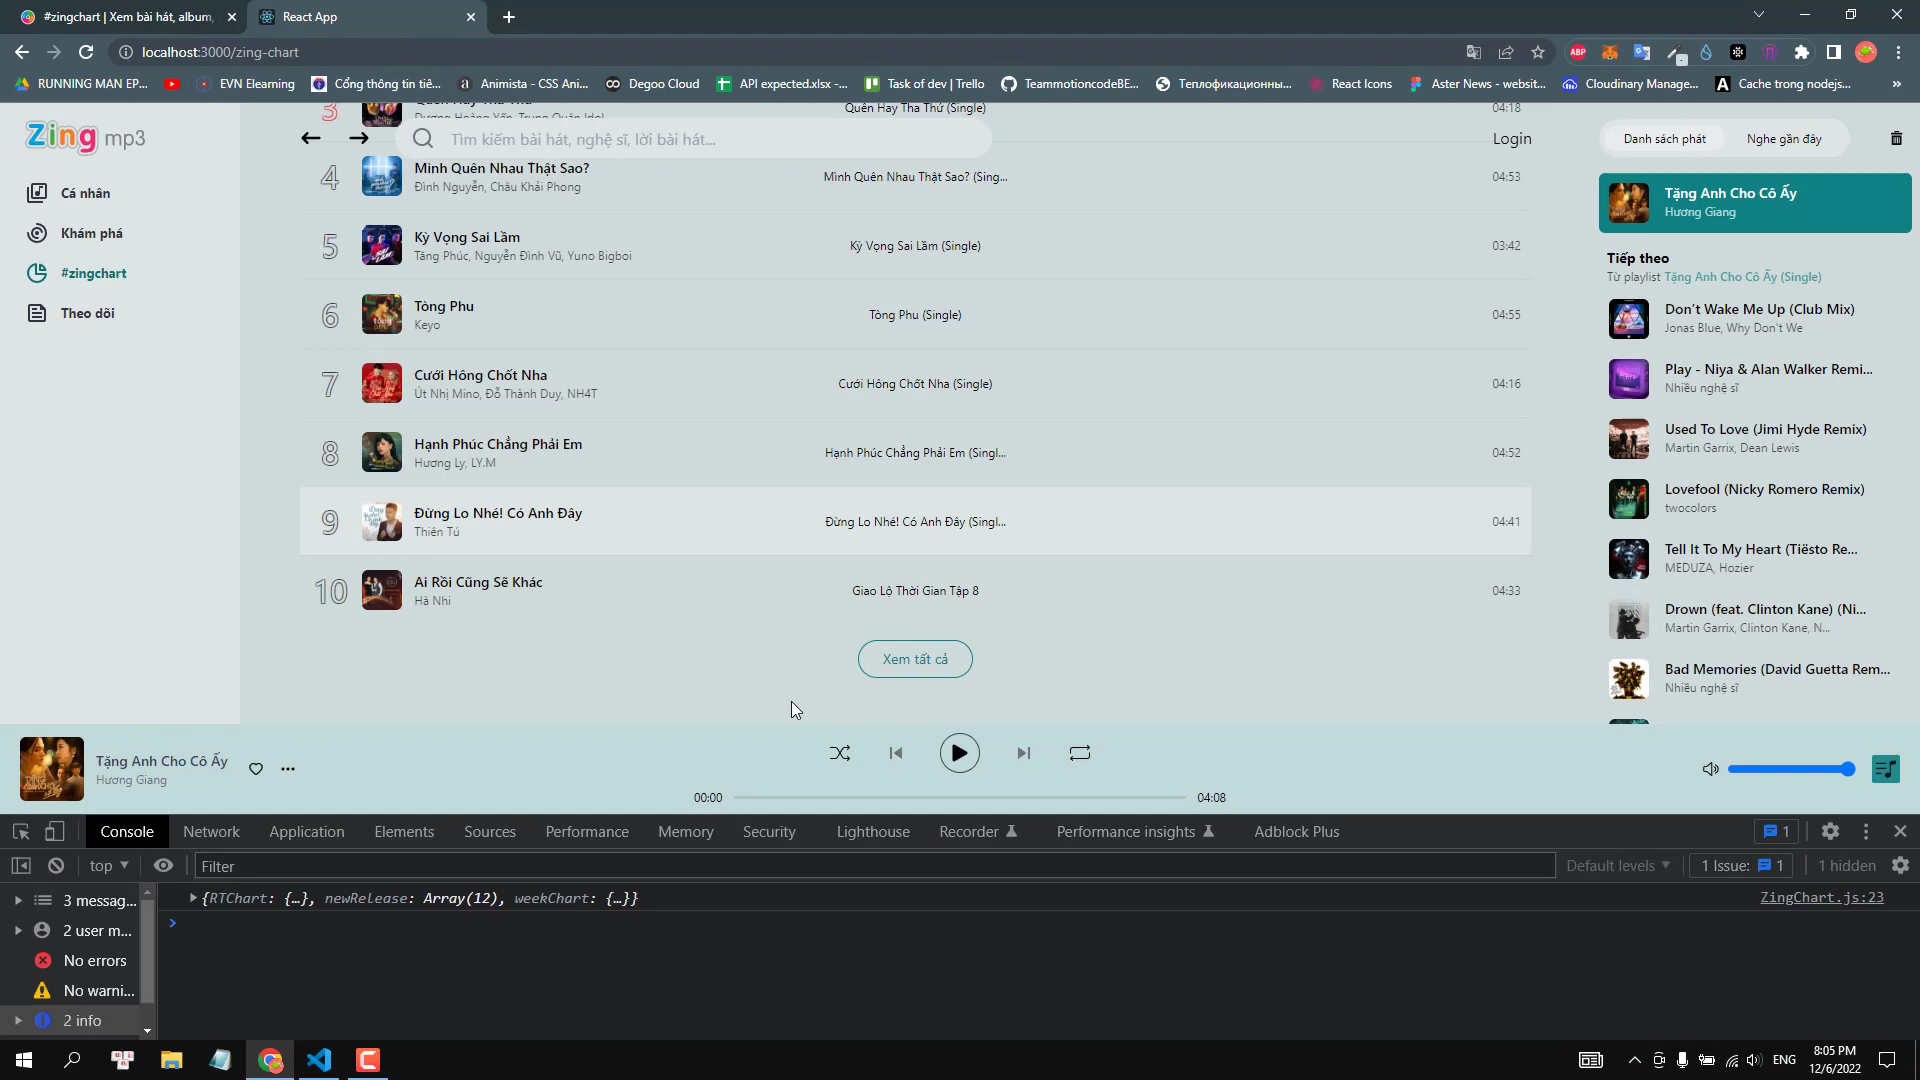 #zingchart | Xem bài hát, album,
React App
localhost:3000/zing-chart
RUNNING MAN EP...
EVN Elearning
Cổng thông tin tiê...
Animista - CSS Ani...
Degoo Cloud
API expected.xlsx -...
Task of dev | Trello
TeammotioncodeBE...
Теплофикационны...
React Icons
Aster News - websit...
Cloudinary Manage...
Cache trong nodejs...
»
Zing mp3
Cá nhân
Khám phá
#zingchart
Theo dõi
3
Dương Hoàng Yến, Trung Quân Idol
Quên Hay Tha Thứ (Single)
04:18
Tìm kiếm bài hát, nghệ sĩ, lời bài hát...
Login
4
Mình Quên Nhau Thật Sao?
Đình Nguyễn, Châu Khải Phong
Mình Quên Nhau Thật Sao? (Sing...
04:53
5
Kỳ Vọng Sai Lầm
Tăng Phúc, Nguyễn Đình Vũ, Yuno Bigboi
Kỳ Vọng Sai Lầm (Single)
03:42
6
Tòng Phu
Keyo
Tòng Phu (Single)
04:55
7
Cưới Hông Chốt Nha
Út Nhị Mino, Đỗ Thành Duy, NH4T
Cưới Hông Chốt Nha (Single)
04:16
8
Hạnh Phúc Chẳng Phải Em
Hương Ly, LY.M
Hạnh Phúc Chẳng Phải Em (Singl...
04:52
9
Đừng Lo Nhé! Có Anh Đây
Thiên Tú
Đừng Lo Nhé! Có Anh Đây (Singl...
04:41
10
Ai Rồi Cũng Sẽ Khác
Hà Nhi
Giao Lộ Thời Gian Tập 8
04:33
Xem tất cả
Danh sách phát
Nghe gần đây
Tặng Anh Cho Cô Ấy
Hương Giang
Tiếp theo
Từ playlist Tặng Anh Cho Cô Ấy (Single)
Don't Wake Me Up (Club Mix)
Jonas Blue, Why Don't We
Play - Niya & Alan Walker Remi...
Nhiều nghệ sĩ
Used To Love (Jimi Hyde Remix)
Martin Garrix, Dean Lewis
Lovefool (Nicky Romero Remix)
twocolors
Tell It To My Heart (Tiësto Re...
MEDUZA, Hozier
Drown (feat. Clinton Kane) (Ni...
Martin Garrix, Clinton Kane, N...
Bad Memories (David Guetta Rem...
Nhiều nghệ sĩ
Tặng Anh Cho Cô Ấy
Hương Giang
00:00
04:08
Console
Network
Application
Elements
Sources
Performance
Memory
Security
Lighthouse
Recorder
Performance insights
Adblock Plus
1
top
Filter
Default levels
1 Issue: 1
1 hidden
3 messag...
2 user m...
No errors
No warni...
2 info
{RTChart: {…}, newRelease: Array(12), weekChart: {…}}
ZingChart.js:23
ENG
8:05 PM
12/6/2022